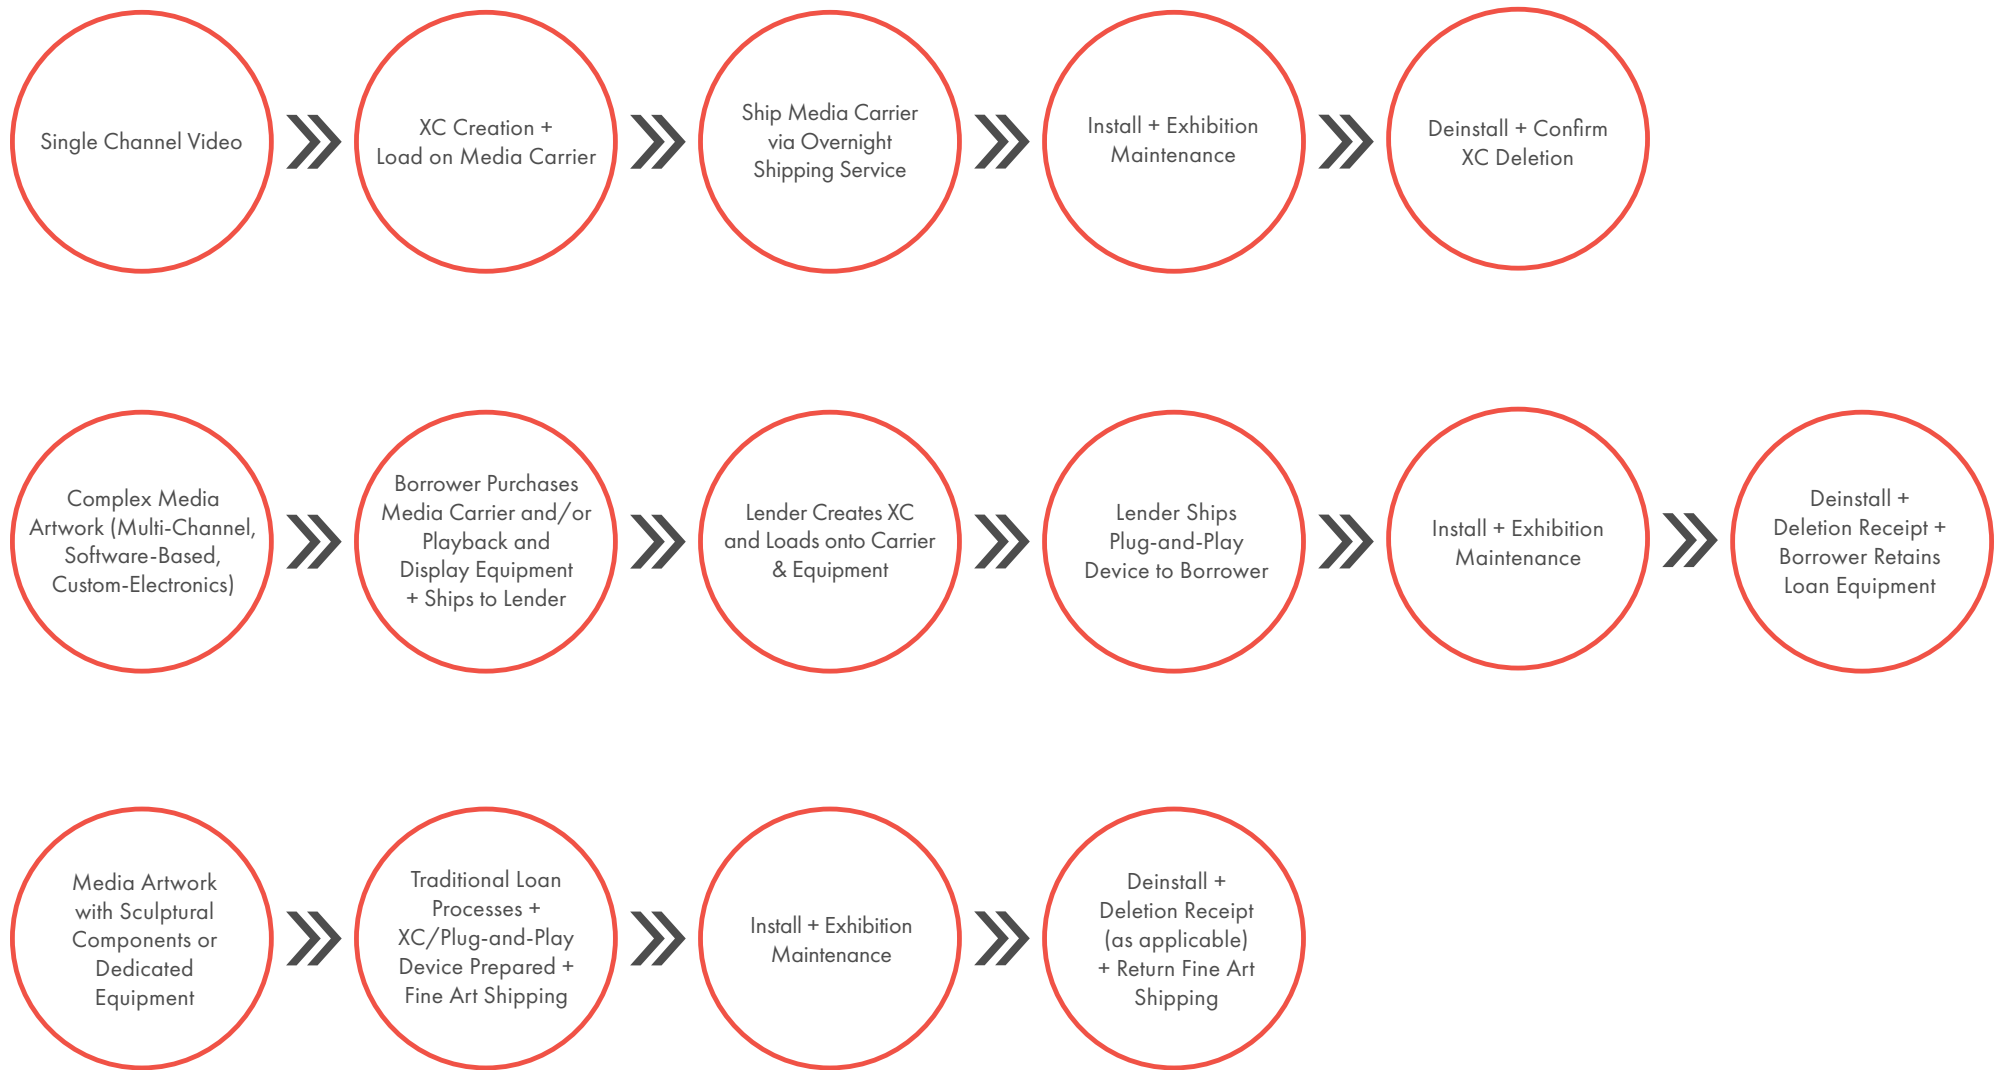 Single Channel Video
XC Creation +
Load on Media Carrier
Ship Media Carrier
via Overnight
Shipping Service
Install + Exhibition
Maintenance
Deinstall + Confirm
XC Deletion
Complex Media
Artwork (Multi-Channel,
Software-Based,
Custom-Electronics)
Borrower Purchases
Media Carrier and/or
Playback and
Display Equipment
+ Ships to Lender
Lender Creates XC
and Loads onto Carrier
& Equipment
Lender Ships
Plug-and-Play
Device to Borrower
Install + Exhibition
Maintenance
Deinstall +
Deletion Receipt +
Borrower Retains
Loan Equipment
Media Artwork
with Sculptural
Components or
Dedicated
Equipment
Traditional Loan
Processes +
XC/Plug-and-Play
Device Prepared +
Fine Art Shipping
Install + Exhibition
Maintenance
Deinstall +
Deletion Receipt
(as applicable)
+ Return Fine Art
Shipping